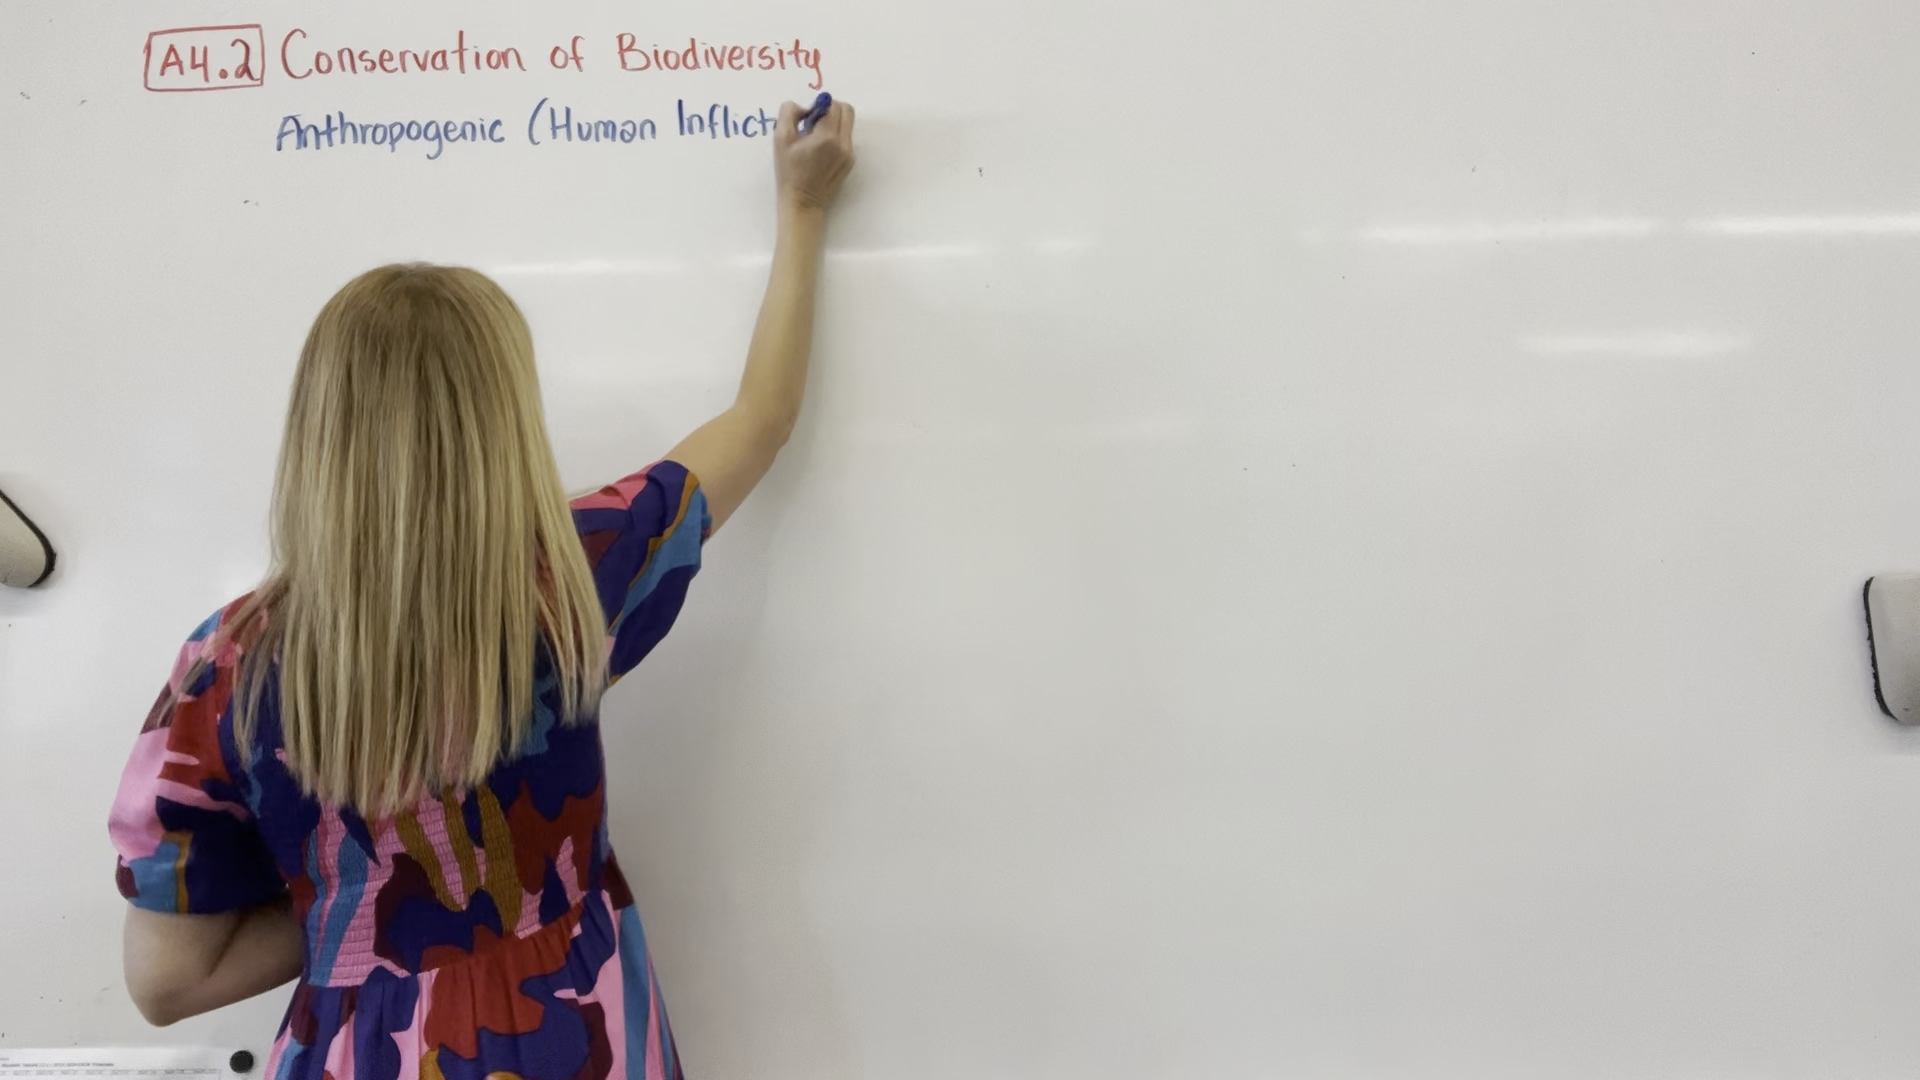 A4.2 Conservation of Biodiversity
Anthropogenic (Human Inflict